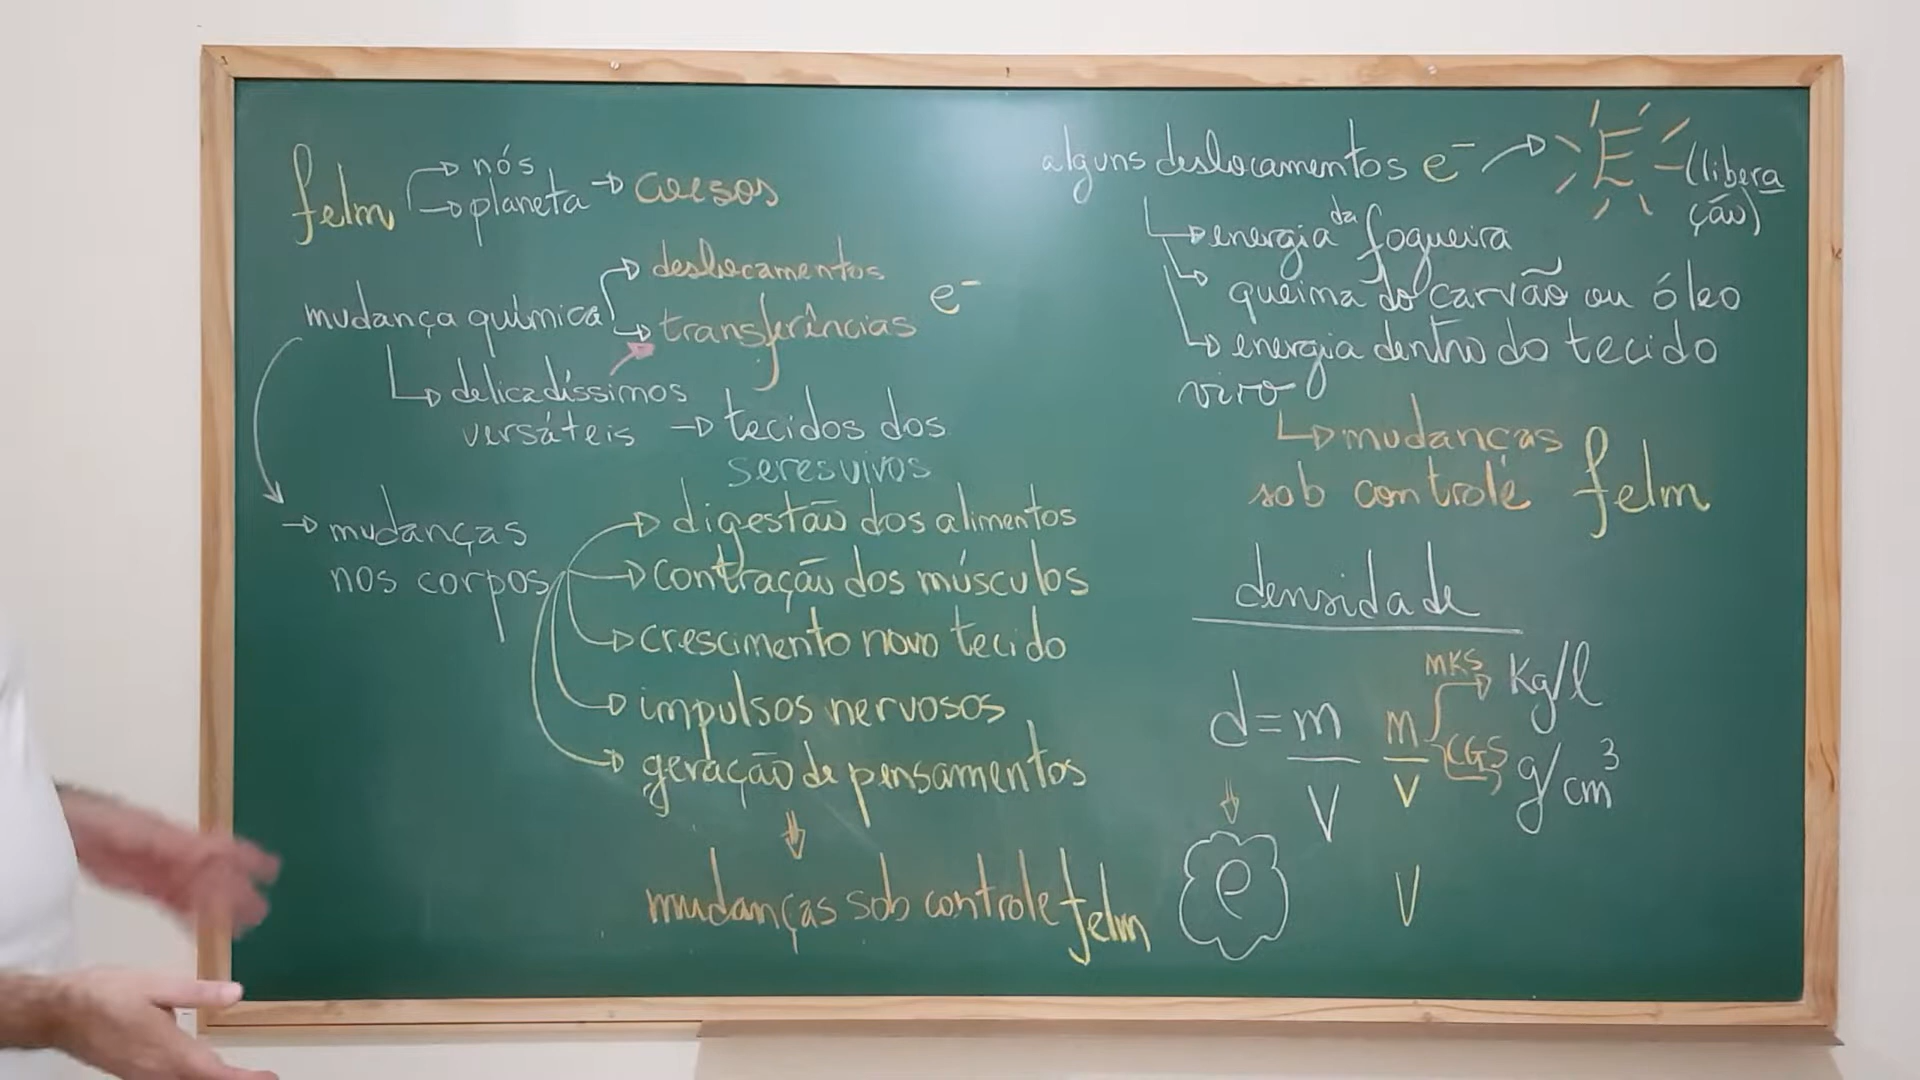 felm → nós
→ planeta → coesos
mudança química → deslocamentos e⁻
→ transferências
→ delicadíssimos
versáteis → tecidos dos
seres vivos
→ mudanças
nos corpos
→ digestão dos alimentos
→ contração dos músculos
→ crescimento novo tecido
→ impulsos nervosos
→ geração de pensamentos
mudanças sob controle felm
alguns deslocamentos e⁻ → E (libera
ção)
→ energia da fogueira
→ queima do carvão ou óleo
→ energia dentro do tecido
vivo
→ mudanças
sob controle felm
densidade
d = m/V m/V MKS → Kg/l
CGS → g/cm³
e
V